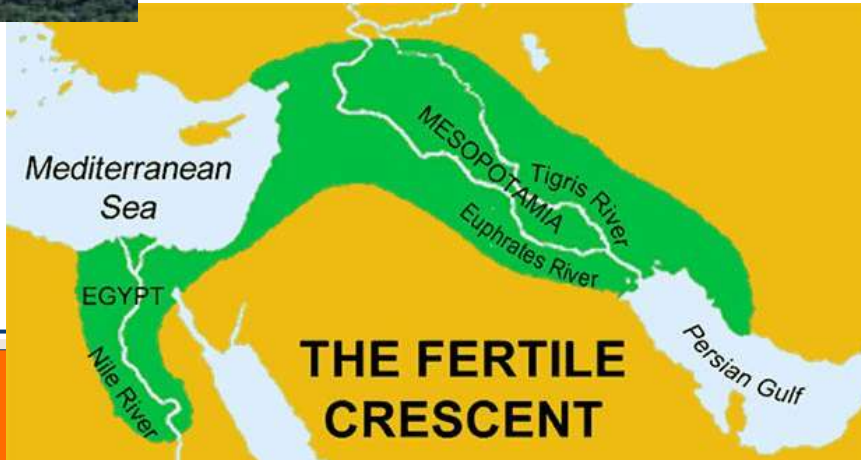 Mediterranean
Sea
MESOPOTAMIA
Tigris River
Euphrates River
EGYPT
Nile River
Persian Gulf
THE FERTILE
CRESCENT